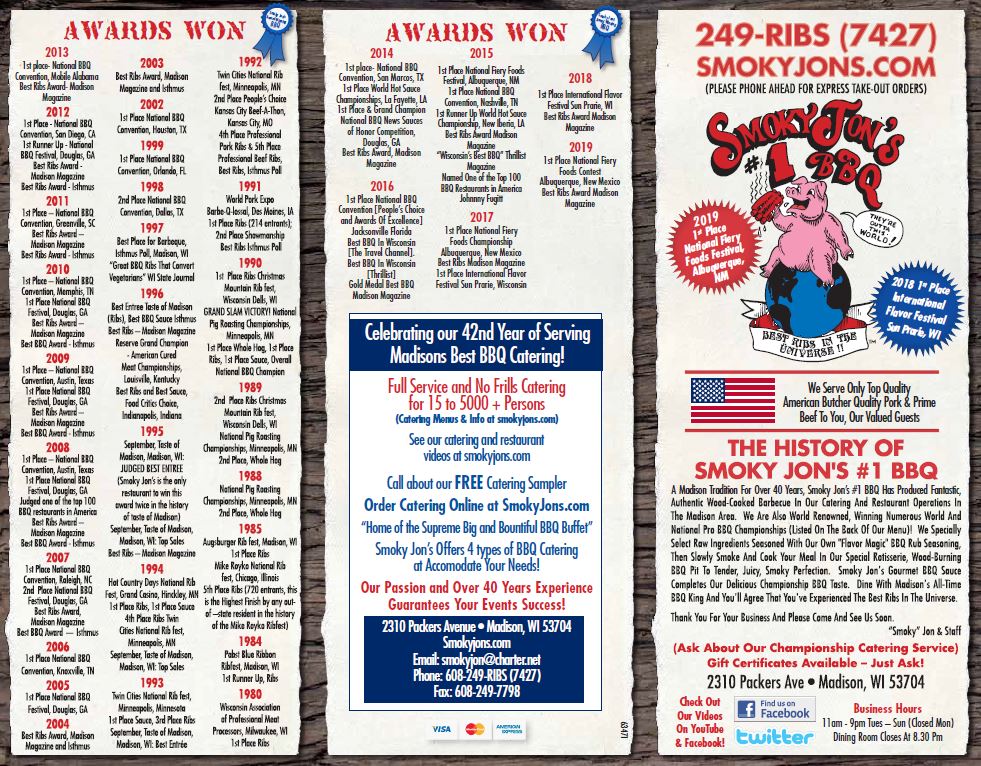 AWARDS WON
2013
1st place- National BBQ
Convention, Mobile Alabama
Best Ribs Award- Madison
Magazine
2012
1st Place - National BBQ
Convention, San Diego, CA
1st Runner Up - National
BBQ Festival, Douglas, GA
Best Ribs Award -
Madison Magazine
Best Ribs Award - Isthmus
2011
1st Place – National BBQ
Convention, Greenville, SC
Best Ribs Award –
Madison Magazine
Best Ribs Award - Isthmus
2010
1st Place – National BBQ
Convention, Memphis, TN
1st Place National BBQ
Festival, Douglas, GA
Best Ribs Award –
Madison Magazine
Best BBQ Award - Isthmus
2009
1st Place – National BBQ
Convention, Austin, Texas
1st Place National BBQ
Festival, Douglas, GA
Best Ribs Award –
Madison Magazine
Best BBQ Award - Isthmus
2008
1st Place – National BBQ
Convention, Austin, Texas
1st Place National BBQ
Festival, Douglas, GA
Judged one of the top 100
BBQ restaurants in America
Best Ribs Award –
Madison Magazine
Best BBQ Award - Isthmus
2007
1st Place National BBQ
Convention, Raleigh, NC
2nd Place National BBQ
Festival, Douglas, GA
Best Ribs Award,
Madison Magazine
Best BBQ Award — Isthmus
2006
1st Place National BBQ
Convention, Knoxville, TN
2005
1st Place National BBQ
Festival, Douglas, GA
2004
Best Ribs Award, Madison
Magazine and Isthmus
2003
Best Ribs Award, Madison
Magazine and Isthmus
2002
1st Place National BBQ
Convention, Houston, TX
1999
1st Place National BBQ
Convention, Orlando, FL
1998
2nd Place National BBQ
Convention, Dallas, TX
1997
Best Place for Barbeque,
Isthmus Poll, Madison, WI
"Great BBQ Ribs That Convert
Vegetarians" WI State Journal
1996
Best Entree Taste of Madison
(Ribs), Best BBQ Sauce Isthmus
Best Ribs – Madison Magazine
Reserve Grand Champion
- American Cured
Meat Championships,
Louisville, Kentucky
Best Ribs and Best Sauce,
Food Critics Choice,
Indianapolis, Indiana
1995
September, Taste of
Madison, Madison, WI:
JUDGED BEST ENTREE
(Smoky Jon's is the only
restaurant to win this
award twice in the history
of taste of Madison)
September, Taste of Madison,
Madison, WI: Top Sales
Best Ribs – Madison Magazine
1994
Hot Country Days National Rib
Fest, Grand Casino, Hinckley, MN
1st Place Ribs, 1st Place Sauce
4th Place Ribs Twin
Cities National Rib fest,
Minneapolis, MN
September, Taste of Madison,
Madison, WI: Top Sales
1993
Twin Cities National Rib fest,
Minneapolis, Minnesota
1st Place Sauce, 3rd Place Ribs
September, Taste of Madison,
Madison, WI: Best Entrée
1992
Twin Cities National Rib
fest, Minneapolis, MN
2nd Place People's Choice
Kansas City Beef-A-Thon,
Kansas City, MO
4th Place Professional
Pork Ribs & 5th Place
Professional Beef Ribs,
Best Ribs, Isthmus Poll
1991
World Park Expo
Barbe-Q-lossal, Dos Maines, IA
1st Place Ribs (214 entrants);
2nd Place Showmanship
Best Ribs Isthmus Poll
1990
1st Place Ribs Christmas
Mountain Rib fest,
Wisconsin Dells, WI
GRAND SLAM VICTORY! National
Pig Roasting Championships,
Minneapolis, MN
1st Place Whole Hog, 1st Place
Ribs, 1st Place Sauce, Overall
National BBQ Champion
1989
2nd Place Ribs Christmas
Mountain Rib fest,
Wisconsin Dells, WI
National Pig Roasting
Championships, Minneapolis, MN
2nd Place, Whole Hog
1988
National Pig Roasting
Championships, Minneapolis, MN
2nd Place, Whole Hog
1985
Augsburger Rib fest, Madison, WI
1st Place Ribs
Mike Royko National Rib
fest, Chicago, Illinois
5th Place Ribs (720 entrants, this
is the Highest Finish by any out-
of –state resident in the history
of the Mike Royko Ribfest)
1984
Pabst Blue Ribbon
Ribfest, Madison, WI
1st Runner Up, Ribs
1980
Wisconsin Association
of Professional Meat
Processors, Milwaukee, WI
1st Place Ribs
AWARDS WON
2014
1st place- National BBQ
Convention, San Marcos, TX
1st Place World Hot Sauce
Championships, La Fayette, LA
1st Place & Grand Champion
National BBQ News Sauces
of Honor Competition,
Douglas, GA
Best Ribs Award, Madison
Magazine
2016
1st Place National BBQ
Convention [People's Choice
and Awards Of Excellence]
Jacksonville Florida
Best BBQ In Wisconsin
[The Travel Channel].
Best BBQ In Wisconsin
[Thrillist]
Gold Medal Best BBQ
Madison Magazine
2015
1st Place National Fiery Foods
Festival, Albuquerque, NM
1st Place National BBQ
Convention, Nashville, TN
1st Runner Up World Hot Sauce
Championship, New Iberia, LA
Best Ribs Award Madison
Magazine
"Wisconsin's Best BBQ" Thrillist
Magazine
Named One of the Top 100
BBQ Restaurants in America
Johnny Fugitt
2017
1st Place National Fiery
Foods Championship
Albuquerque, New Mexico
Best Ribs Madison Magazine
1st Place International Flavor
Festival Sun Prairie, Wisconsin
2018
1st Place International Flavor
Festival Sun Prarie, WI
Best Ribs Award Madison
Magazine
2019
1st Place National Fiery
Foods Contest
Albuquerque, New Mexico
Best Ribs Award Madison
Magazine
Celebrating our 42nd Year of Serving
Madisons Best BBQ Catering!
Full Service and No Frills Catering
for 15 to 5000 + Persons
(Catering Menus & Info at smokyjons.com)
See our catering and restaurant
videos at smokyjons.com
Call about our FREE Catering Sampler
Order Catering Online at SmokyJons.com
"Home of the Supreme Big and Bountiful BBQ Buffet"
Smoky Jon's Offers 4 types of BBQ Catering
at Accomodate Your Needs!
Our Passion and Over 40 Years Experience
Guarantees Your Events Success!
2310 Packers Avenue • Madison, WI 53704
Smokyjons.com
Email: smokyjon@charter.net
Phone: 608-249-RIBS (7427)
Fax: 608-249-7798
VISA MasterCard AMERICAN EXPRESS
63471
249-RIBS (7427)
SMOKYJONS.COM
(PLEASE PHONE AHEAD FOR EXPRESS TAKE-OUT ORDERS)
SMOKY JON'S
#1 BBQ
THEY'RE
OUTTA
THIS
WORLD!
2019
1st Place
National Fiery
Foods Festival,
Albuquerque,
NM
2018 1st Place
International
Flavor Festival
Sun Prarie, WI
BEST RIBS IN THE
UNIVERSE!!
TM
We Serve Only Top Quality
American Butcher Quality Pork & Prime
Beef To You, Our Valued Guests
THE HISTORY OF
SMOKY JON'S #1 BBQ
A Madison Tradition For Over 40 Years, Smoky Jon's #1 BBQ Has Produced Fantastic,
Authentic Wood-Cooked Barbecue In Our Catering And Restaurant Operations In
The Madison Area. We Are Also World Renowned, Winning Numerous World And
National Pro BBQ Championships (Listed On The Back Of Our Menu)! We Specially
Select Raw Ingredients Seasoned With Our Own "Flavor Magic" BBQ Rub Seasoning,
Then Slowly Smoke And Cook Your Meal In Our Special Rotisserie, Wood-Burning
BBQ Pit To Tender, Juicy, Smoky Perfection. Smoky Jon's Gourmet BBQ Sauce
Completes Our Delicious Championship BBQ Taste. Dine With Madison's All-Time
BBQ King And You'll Agree That You've Experienced The Best Ribs In The Universe.
Thank You For Your Business And Please Come And See Us Soon.
"Smoky" Jon & Staff
(Ask About Our Championship Catering Service)
Gift Certificates Available – Just Ask!
2310 Packers Ave • Madison, WI 53704
Check Out
Our Videos
On YouTube
& Facebook!
Find us on
Facebook
twitter
Business Hours
11am - 9pm Tues – Sun (Closed Mon)
Dining Room Closes At 8.30 Pm